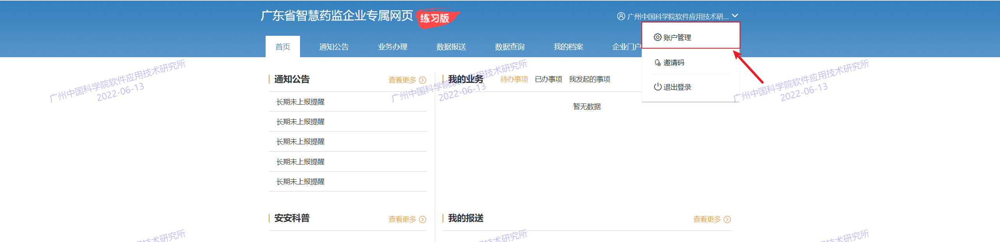 广东省智慧药监企业专属网页 练习版
广州中国科学院软件应用技术研...
首页 通知公告 业务办理 数据报送 数据查询 我的档案 企业门户
账户管理
邀请码
退出登录
通知公告 查看更多
长期未上报提醒
长期未上报提醒
长期未上报提醒
长期未上报提醒
长期未上报提醒
我的业务 待办事项 已办事项 我发起的事项
暂无数据
安安科普 查看更多
我的报送 查看更多
广州中国科学院软件应用技术研究所
2022-06-13
广州中国科学院软件应用技术研究所
2022-06-13
广州中国科学院软件应用技术研究所
2022-06-13
技术研究所
技术研究所
技术研究所